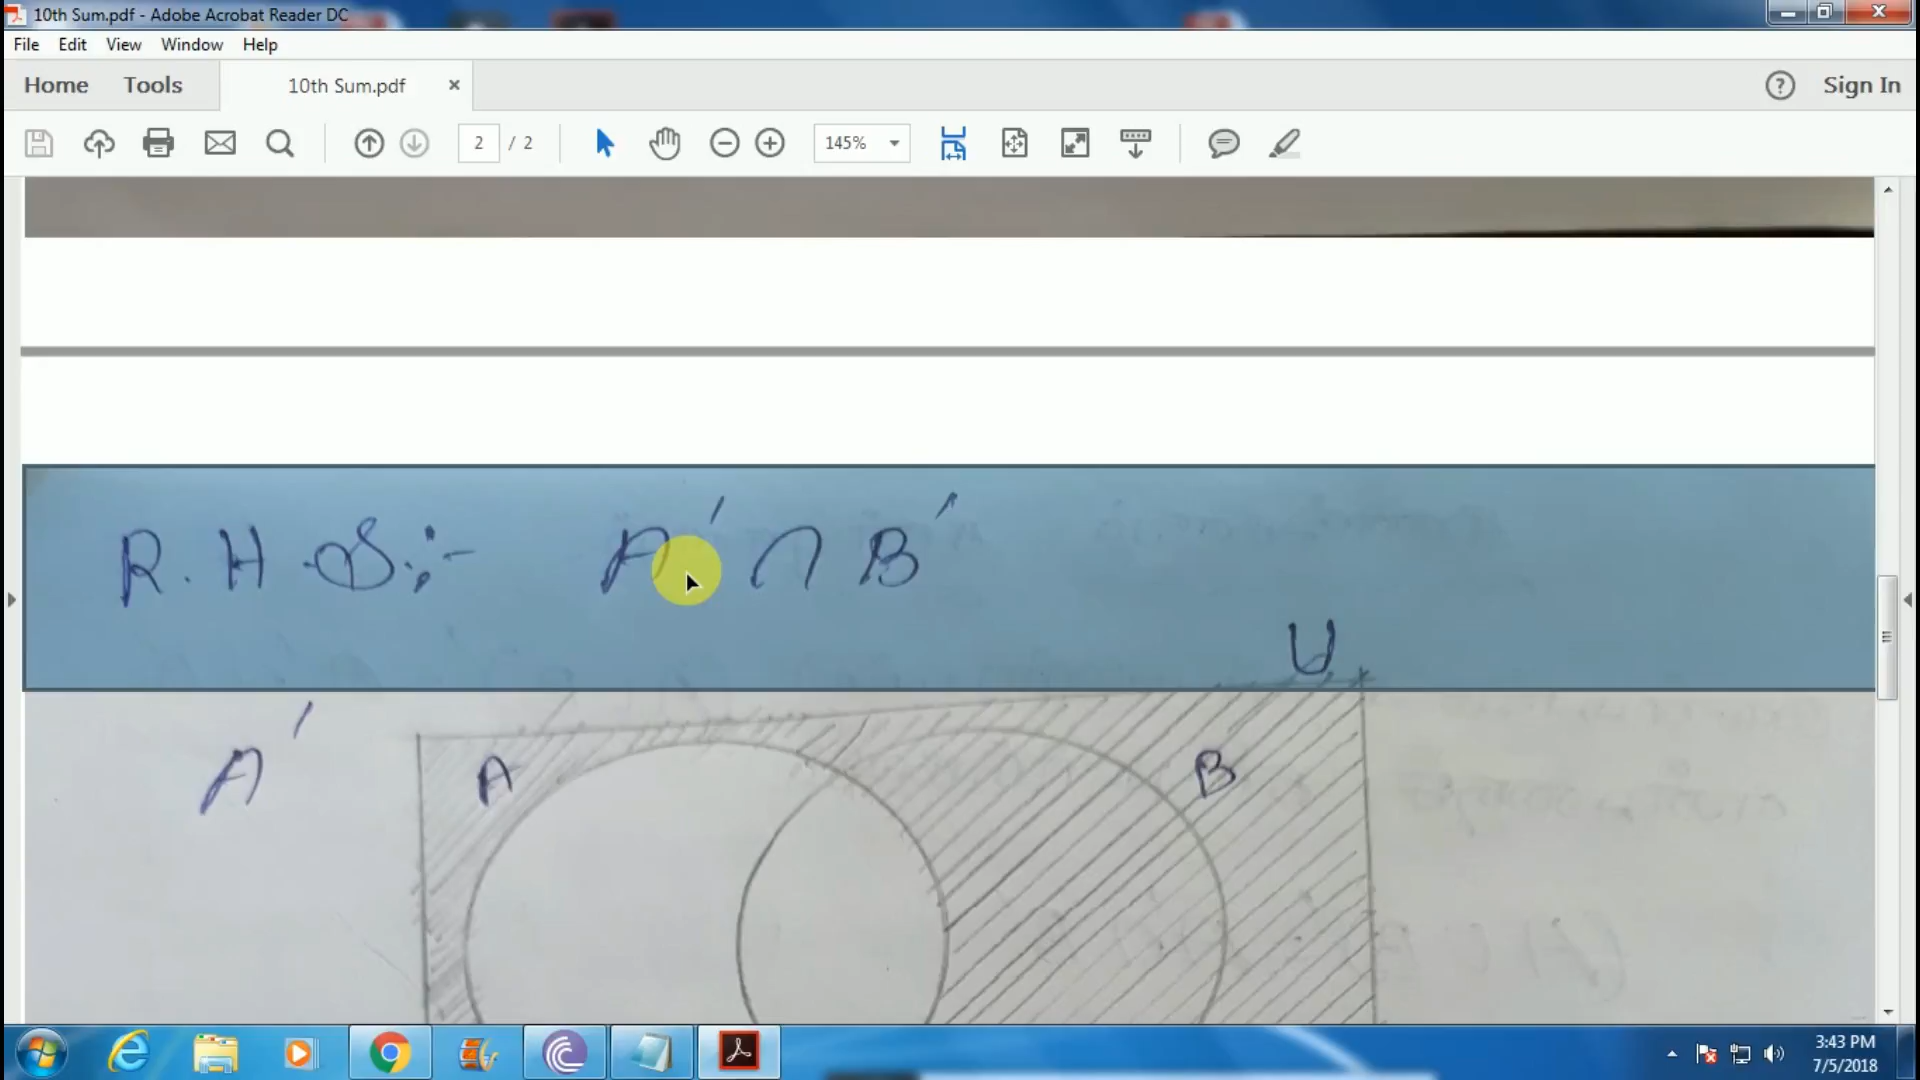 10th Sum.pdf - Adobe Acrobat Reader DC
File Edit View Window Help
Home Tools 10th Sum.pdf × Sign In
2 / 2 145%
R.H.S:- A' ∩ B'
U
A' A B
3:43 PM
7/5/2018